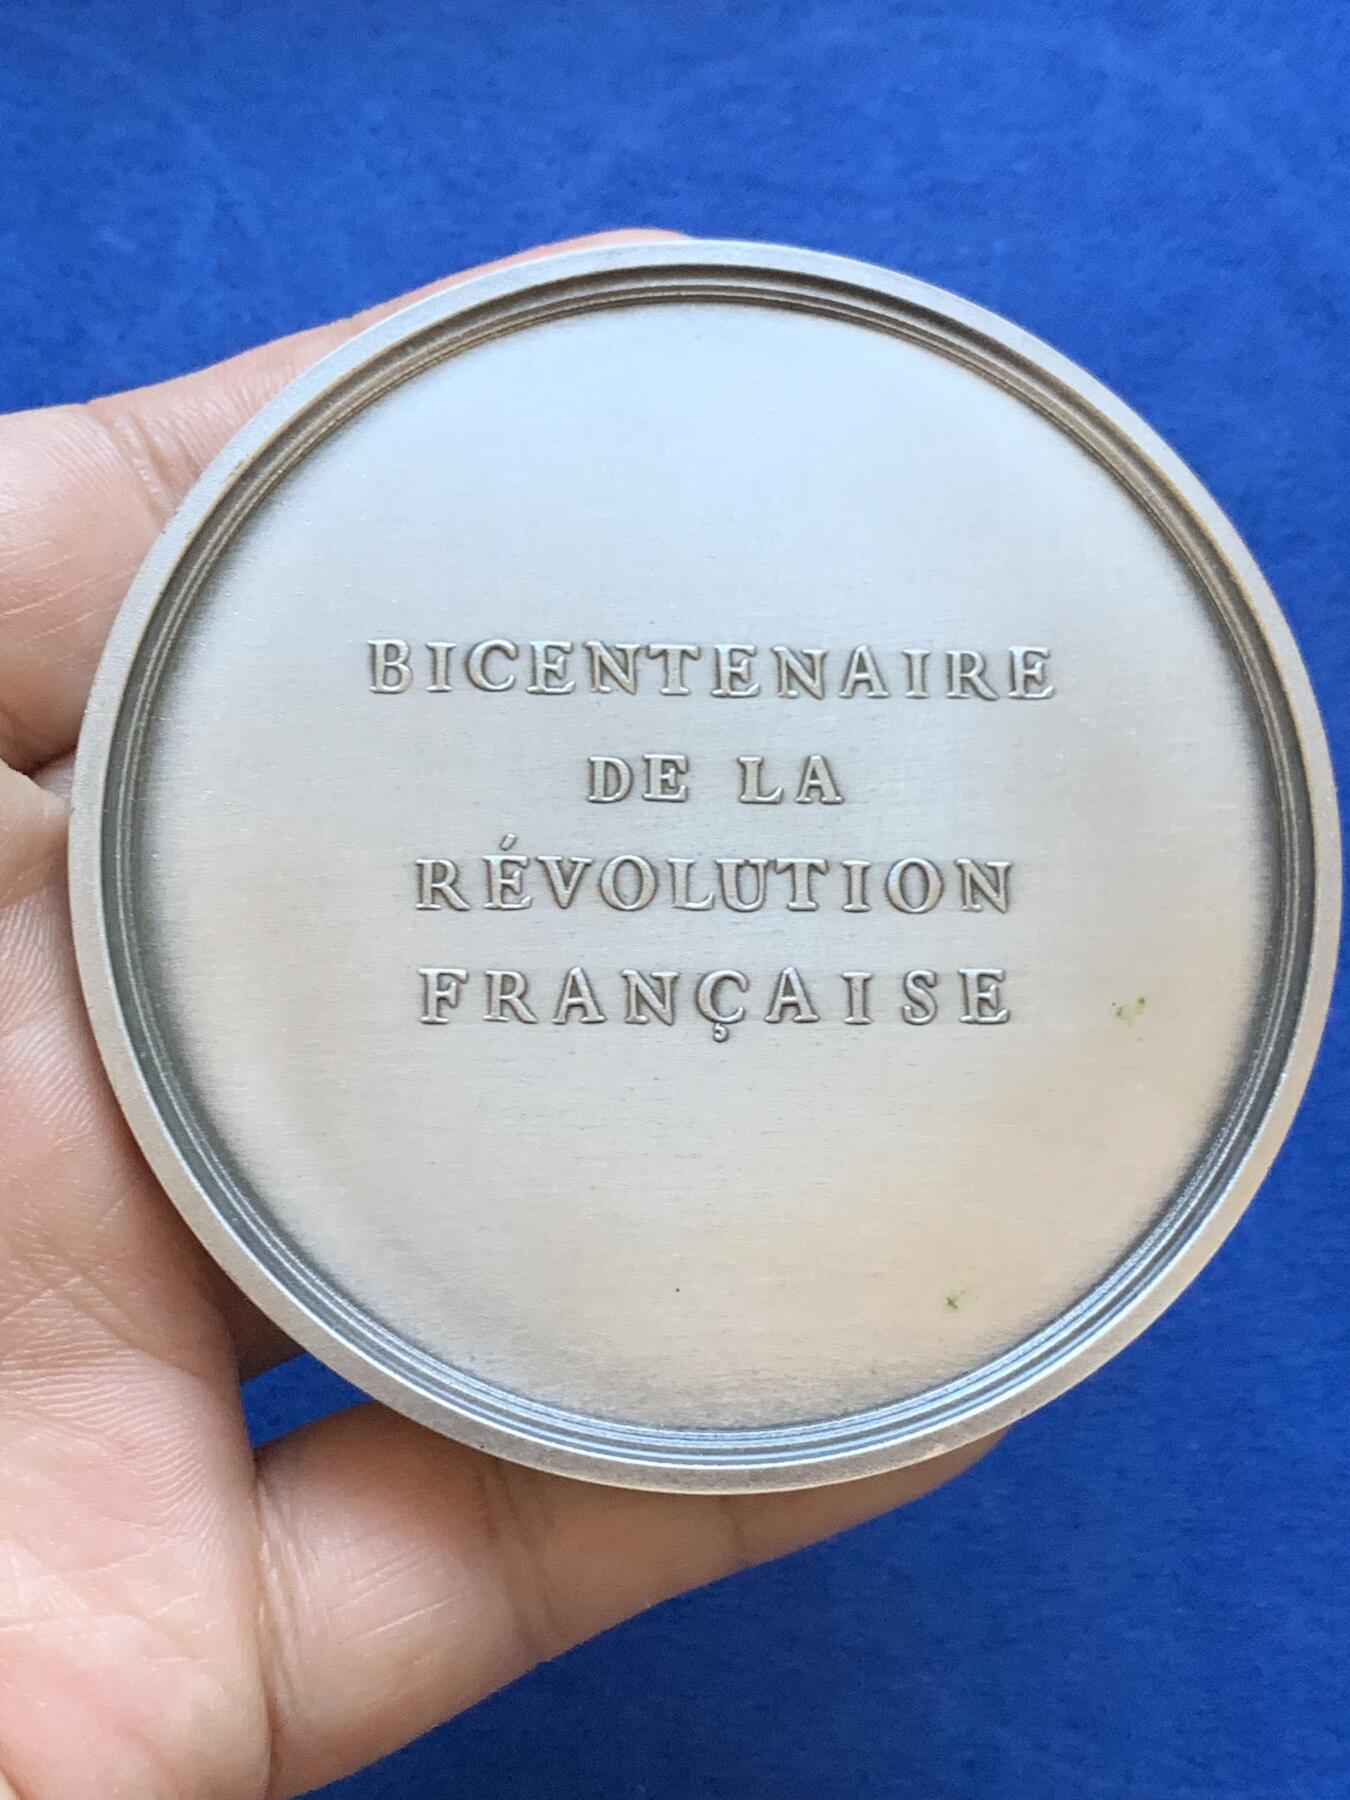 BICENTENAIRE
DE LA
RÉVOLUTION
FRANÇAISE